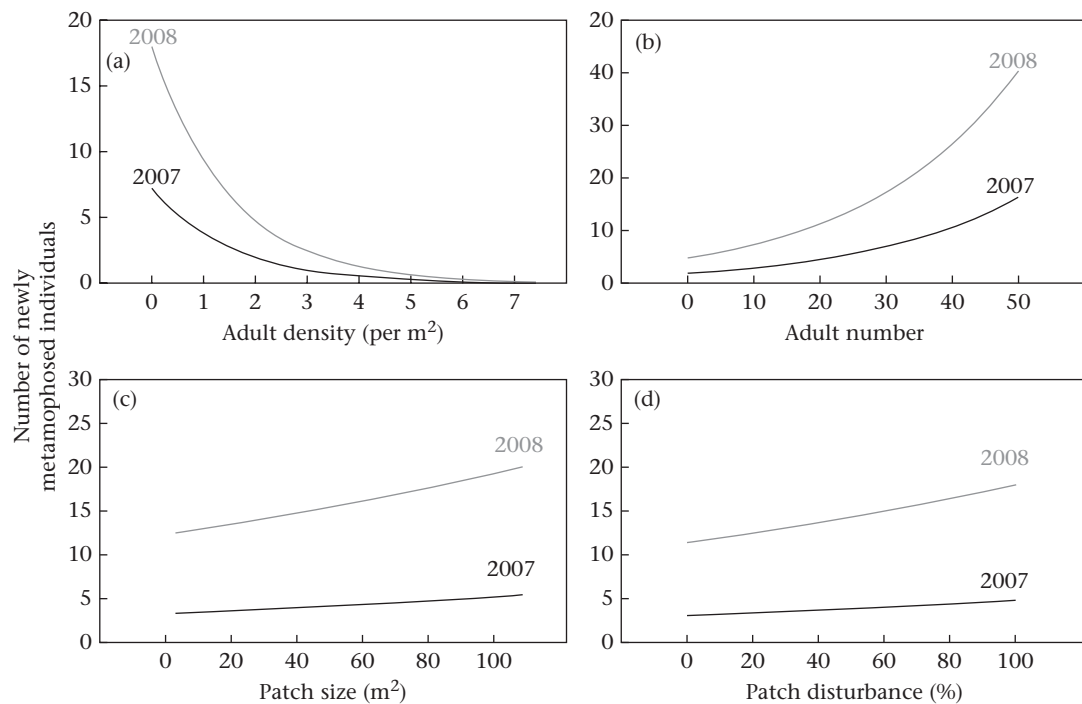 Number of newly
metamophosed individuals
(a)
20
15
10
5
0
2008
2007
0 1 2 3 4 5 6 7
Adult density (per m²)
(b)
20
40
30
20
10
0
2008
2007
0 10 20 30 40 50
Adult number
(c)
30
25
20
15
10
5
0
2008
2007
0 20 40 60 80 100
Patch size (m²)
(d)
30
25
20
15
10
5
0
2008
2007
0 20 40 60 80 100
Patch disturbance (%)